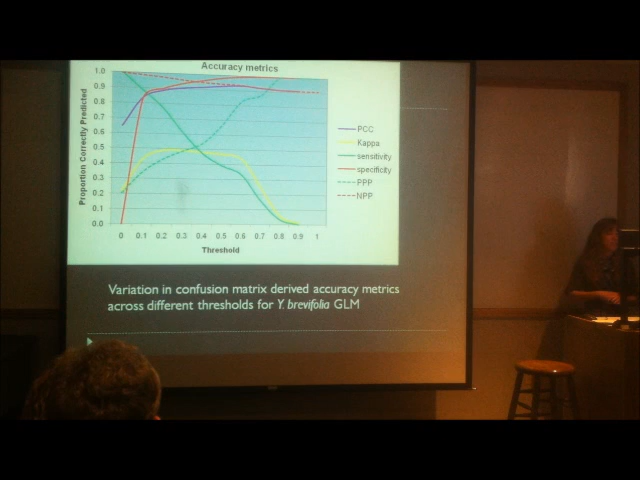 Accuracy metrics
1.0
0.9
0.8
0.7
0.6
0.5
0.4
0.3
0.2
0.1
0.0
Proportion Correctly Predicted
0 0.1 0.2 0.3 0.4 0.5 0.6 0.7 0.8 0.9 1
Threshold
PCC
Kappa
sensitivity
specificity
PPP
NPP
Variation in confusion matrix derived accuracy metrics
across different thresholds for Y. brevifolia GLM